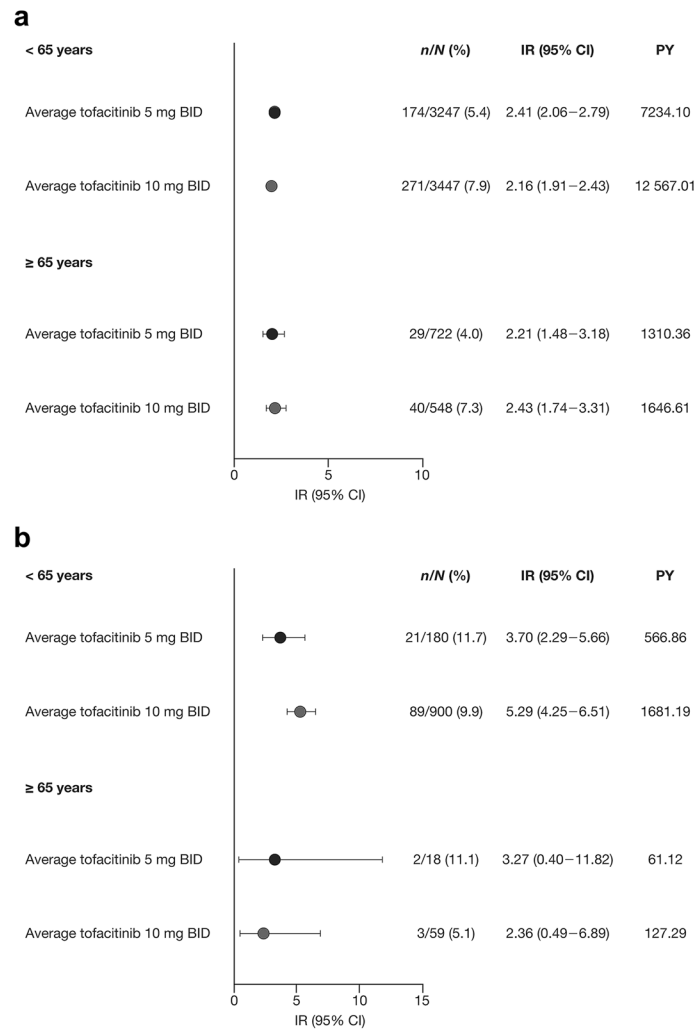 a
< 65 years n/N (%) IR (95% CI) PY
Average tofacitinib 5 mg BID 174/3247 (5.4) 2.41 (2.06–2.79) 7234.10
Average tofacitinib 10 mg BID 271/3447 (7.9) 2.16 (1.91–2.43) 12 567.01
≥ 65 years
Average tofacitinib 5 mg BID 29/722 (4.0) 2.21 (1.48–3.18) 1310.36
Average tofacitinib 10 mg BID 40/548 (7.3) 2.43 (1.74–3.31) 1646.61
0 5 10
IR (95% CI)
b
< 65 years n/N (%) IR (95% CI) PY
Average tofacitinib 5 mg BID 21/180 (11.7) 3.70 (2.29–5.66) 566.86
Average tofacitinib 10 mg BID 89/900 (9.9) 5.29 (4.25–6.51) 1681.19
≥ 65 years
Average tofacitinib 5 mg BID 2/18 (11.1) 3.27 (0.40–11.82) 61.12
Average tofacitinib 10 mg BID 3/59 (5.1) 2.36 (0.49–6.89) 127.29
0 5 10 15
IR (95% CI)